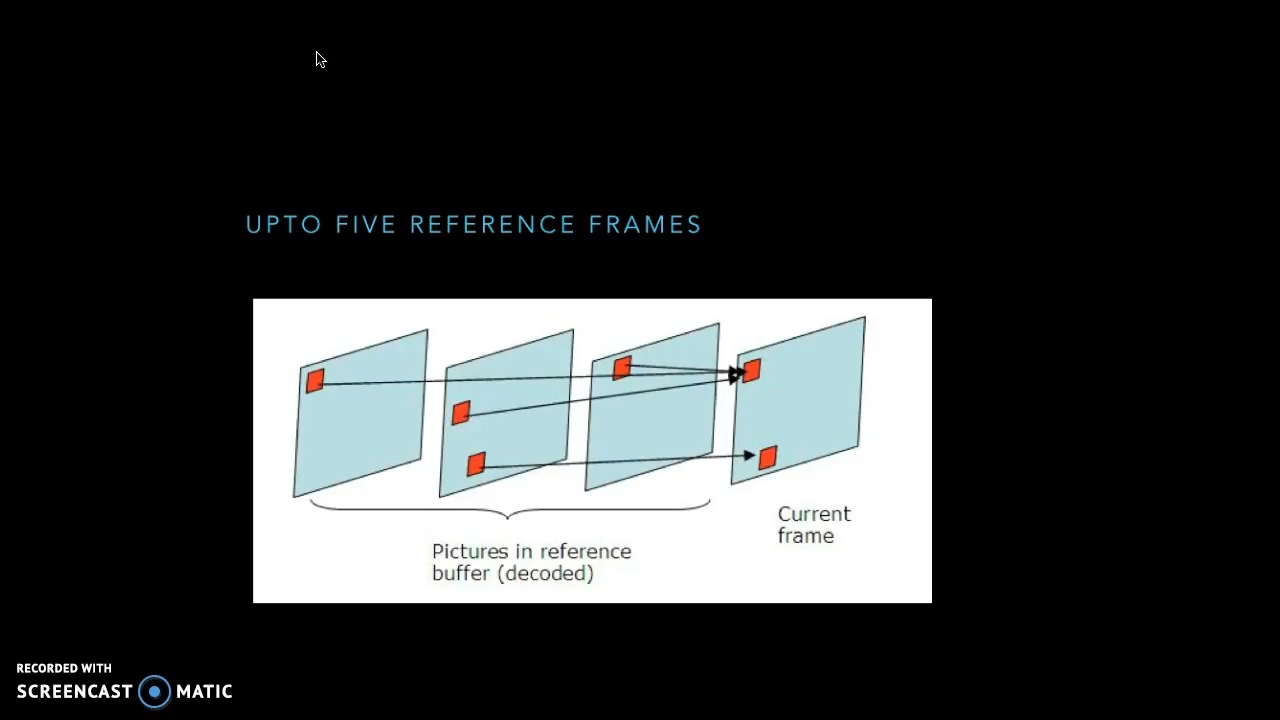 UPTO FIVE REFERENCE FRAMES
Current
frame
Pictures in reference
buffer (decoded)
RECORDED WITH
SCREENCAST MATIC